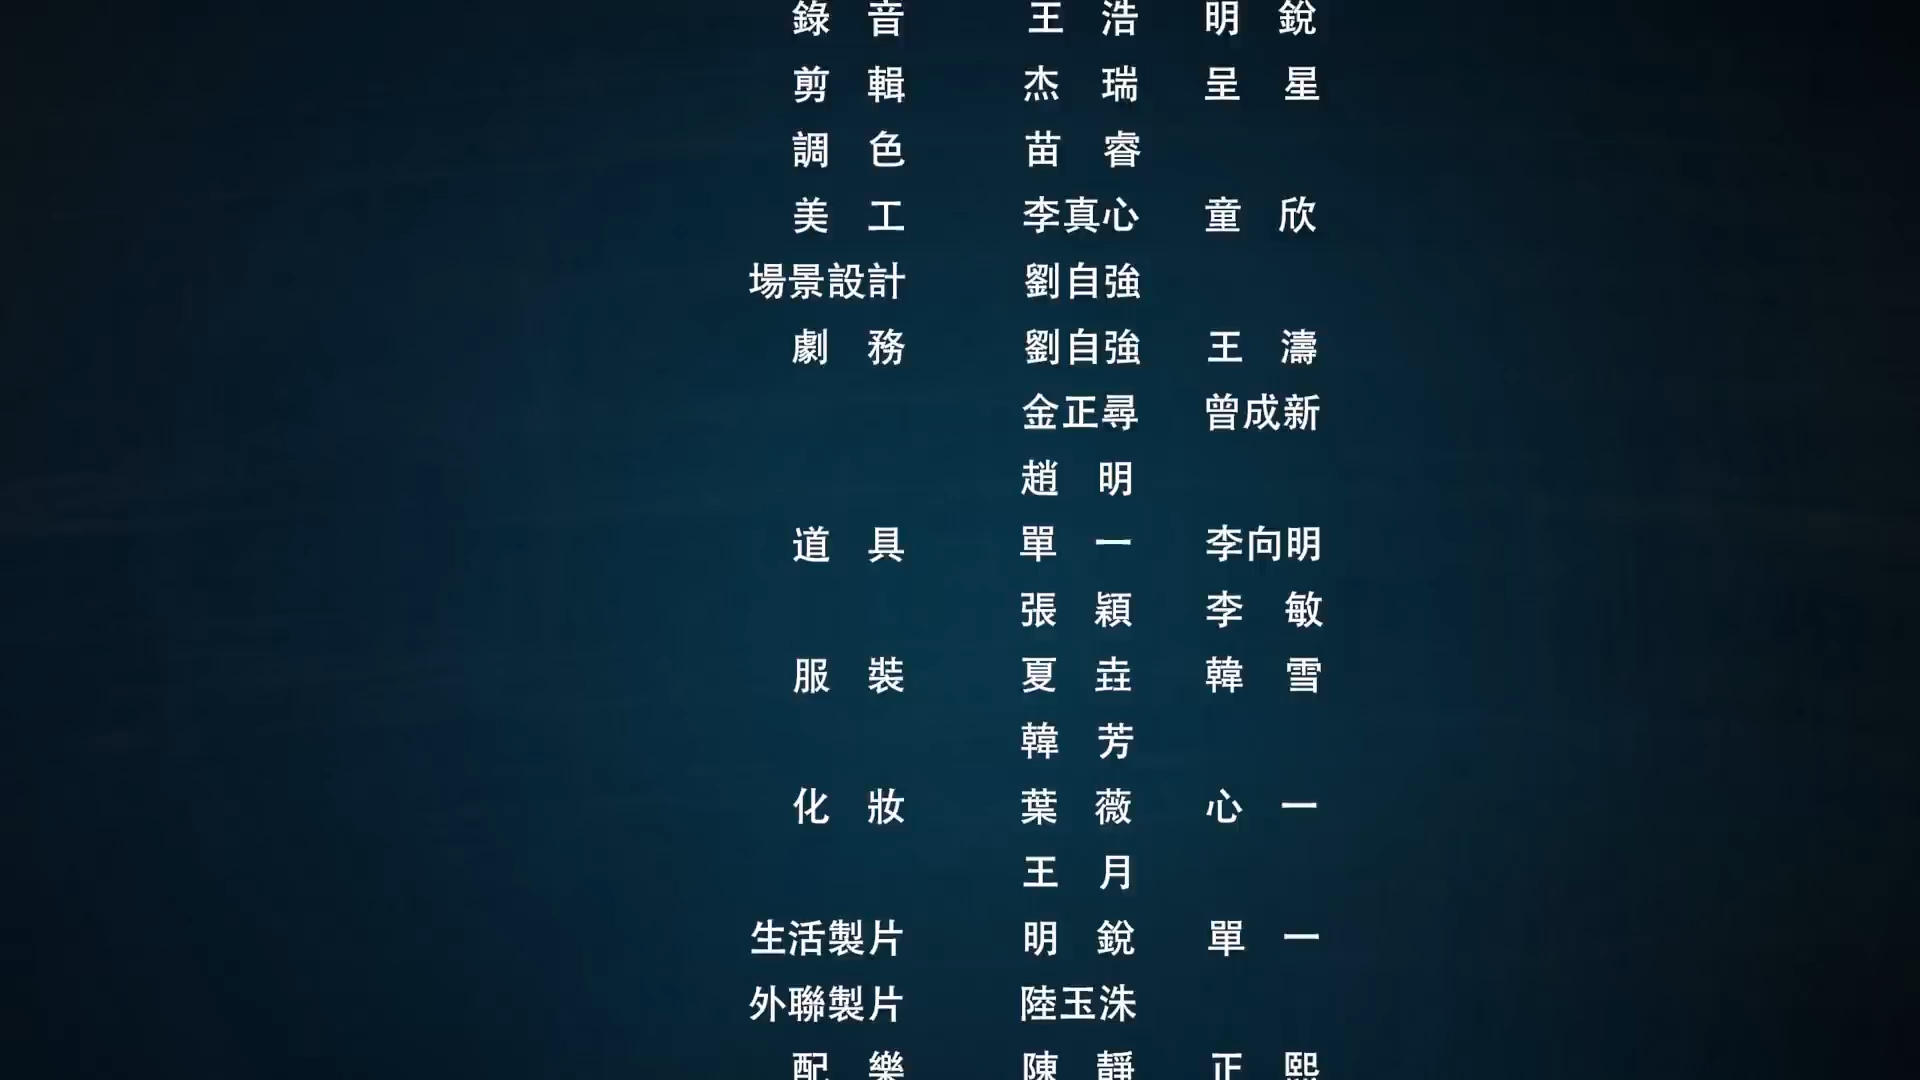 錄　音　王　浩　明　銳
剪　輯　杰　瑞　呈　星
調　色　苗　睿
美　工　李真心　童　欣
場景設計　劉自強
劇　務　劉自強　王　濤
金正尋　曾成新
趙　明
道　具　單　一　李向明
張　穎　李　敏
服　裝　夏　垚　韓　雪
韓　芳
化　妝　葉　薇　心　一
王　月
生活製片　明　銳　單　一
外聯製片　陸玉洙
配　樂　陳　靜　正　熙